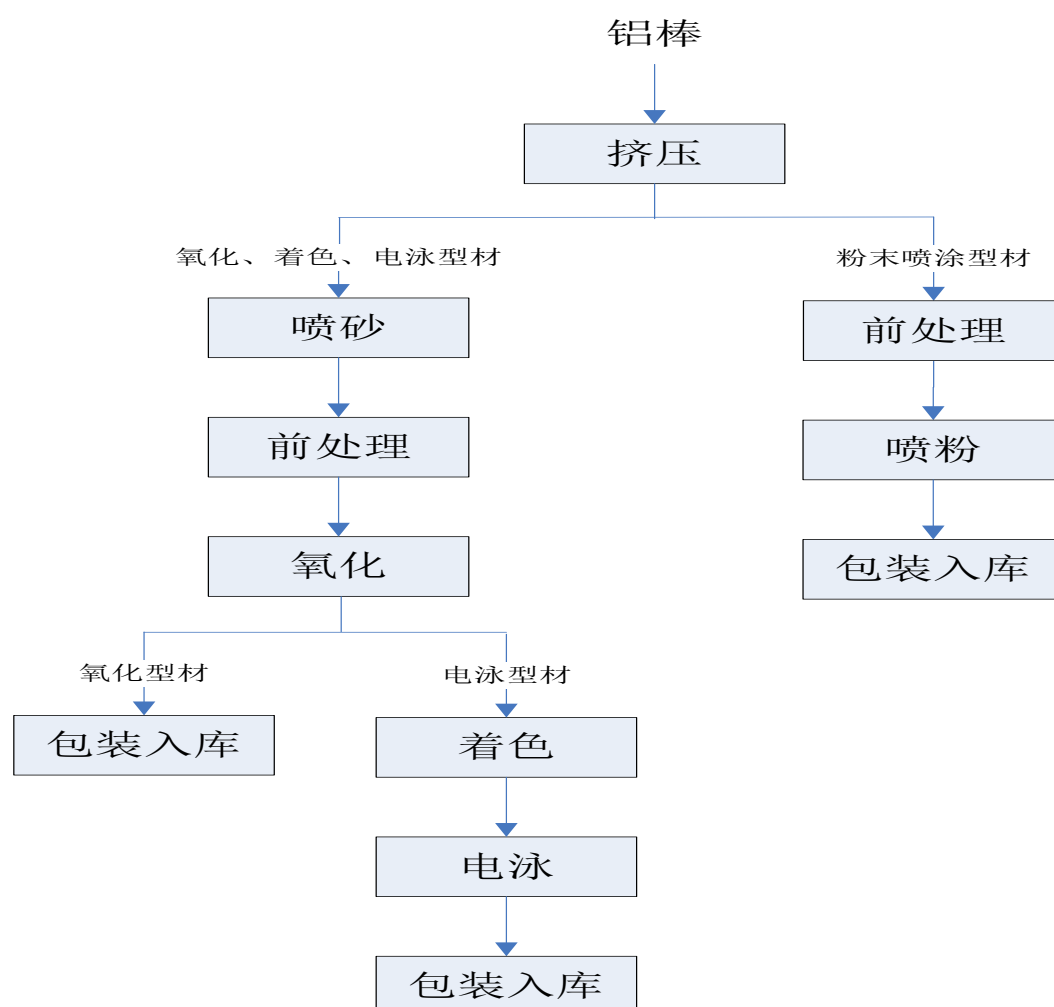 铝棒
挤压
氧化、着色、电泳型材
粉末喷涂型材
喷砂
前处理
前处理
喷粉
氧化
包装入库
氧化型材
电泳型材
包装入库
着色
电泳
包装入库